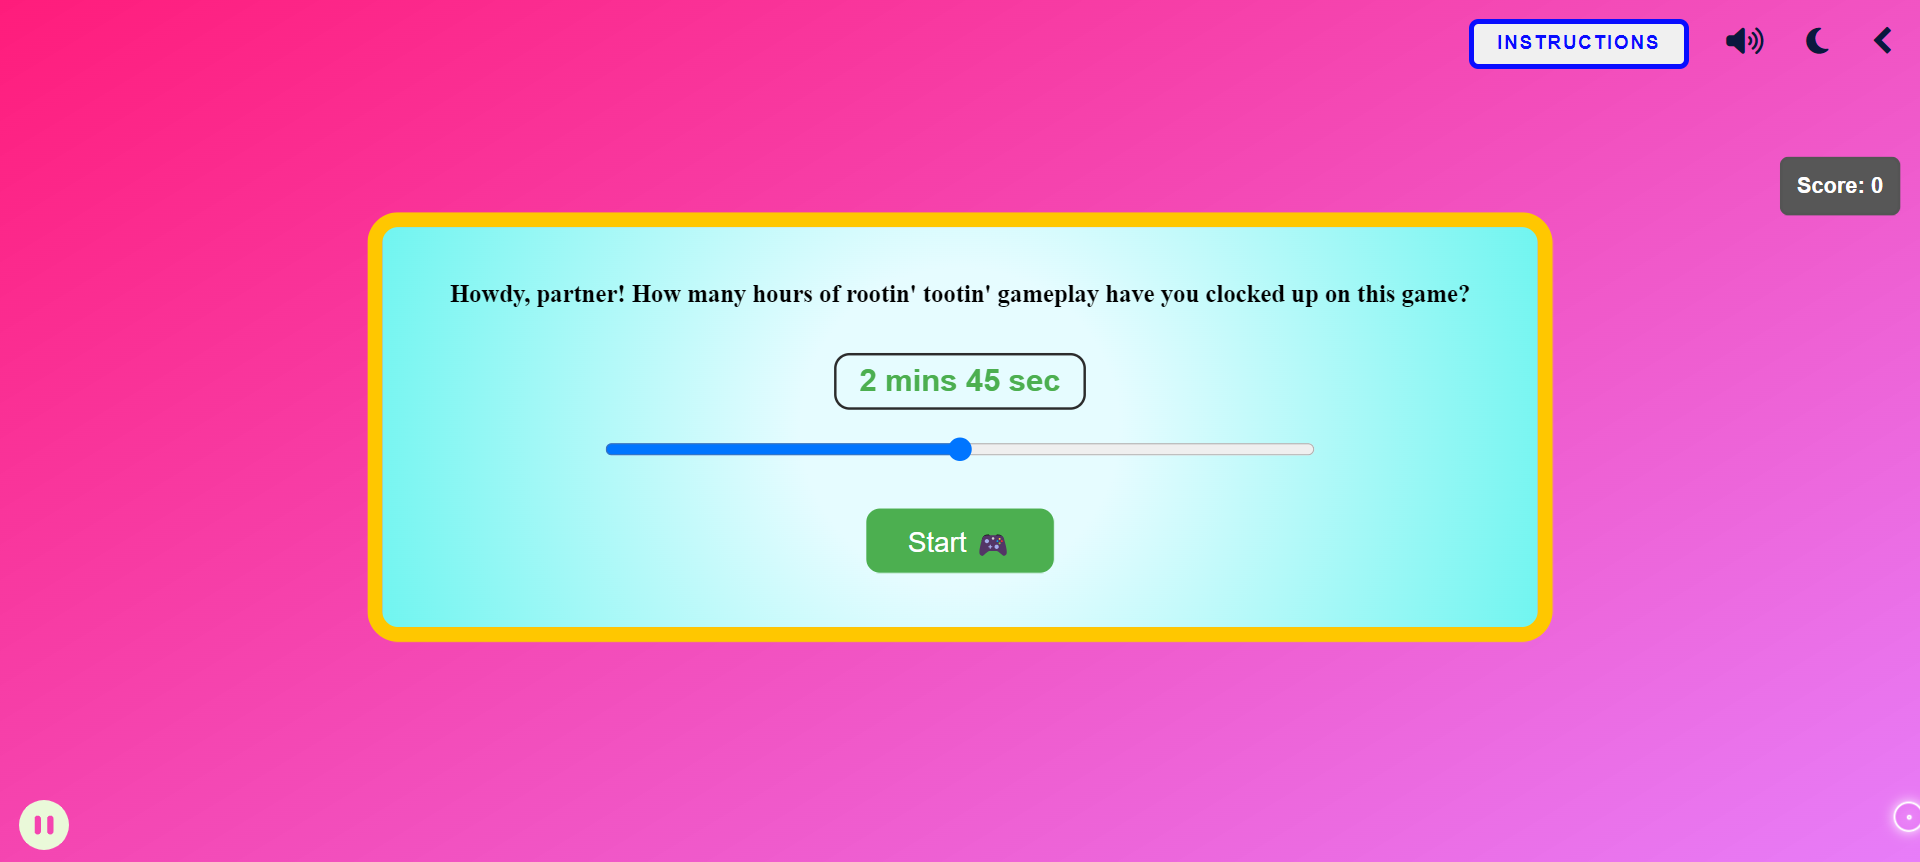 INSTRUCTIONS
Score: 0
Howdy, partner! How many hours of rootin' tootin' gameplay have you clocked up on this game?
2 mins 45 sec
Start